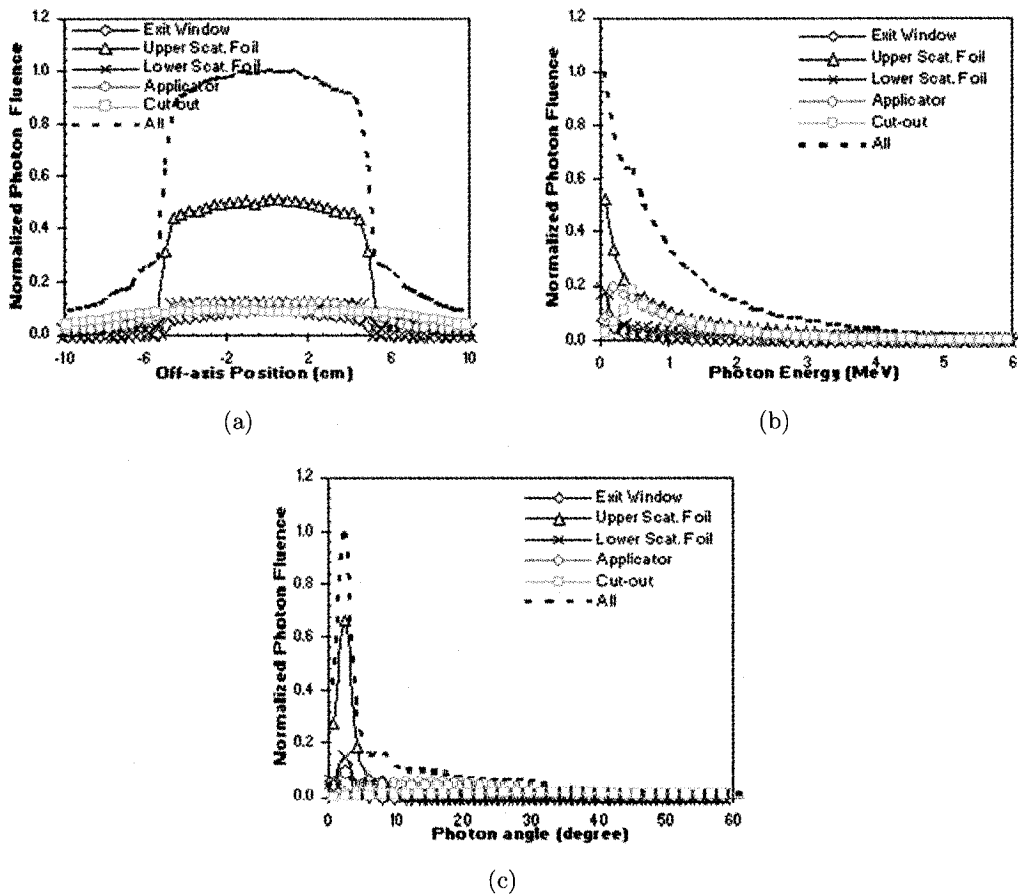 Normalized Photon Fluence
1.2
1.0
0.8
0.6
0.4
0.2
0.0
Exit Window
Upper Scat. Foil
Lower Scat. Foil
Applicator
Cut-out
All
-10
-6
-2
2
6
10
Off-axis Position (cm)
(a)
Normalized Photon Fluence
1.2
1.0
0.8
0.6
0.4
0.2
0.0
Exit Window
Upper Scat. Foil
Lower Scat. Foil
Applicator
Cut-out
All
0
1
2
3
4
5
6
Photon Energy (MeV)
(b)
Normalized Photon Fluence
1.2
1.0
0.8
0.6
0.4
0.2
0.0
Exit Window
Upper Scat. Foil
Lower Scat. Foil
Applicator
Cut-out
All
0
10
20
30
40
50
60
Photon angle (degree)
(c)